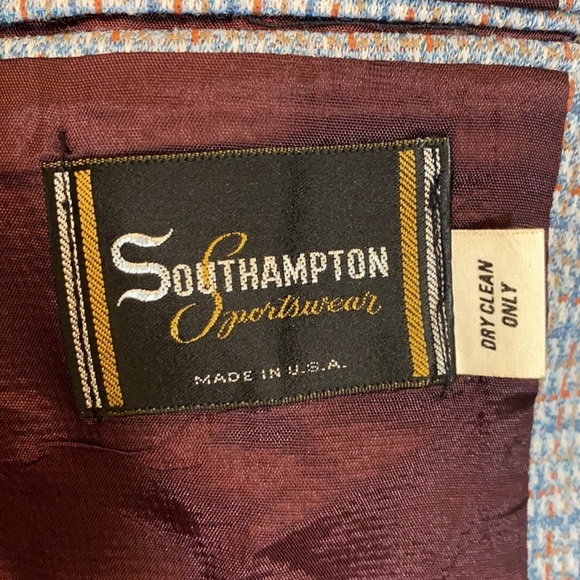 SOUTHAMPTON
Sportswear
MADE IN U.S.A.
DRY CLEAN
ONLY